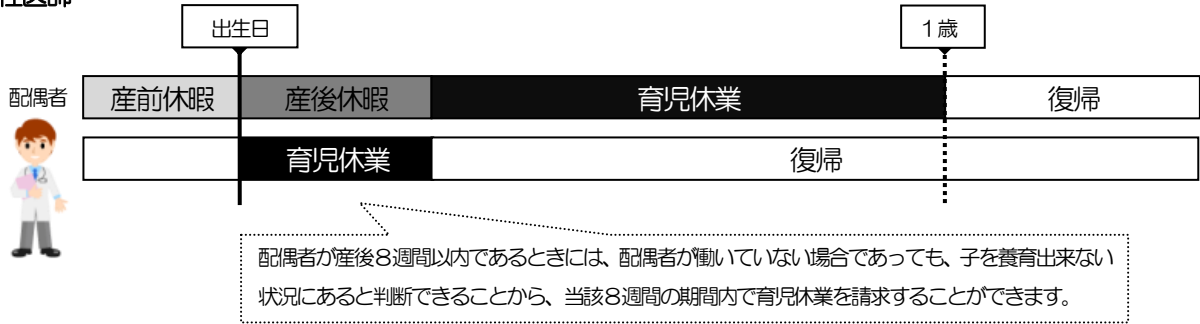 出生日
1歳
配偶者 産前休暇 産後休暇 育児休業 復帰
育児休業 復帰
配偶者が産後8週間以内であるときには、配偶者が働いていない場合であっても、子を養育出来ない
状況にあると判断できることから、当該8週間の期間内で育児休業を請求することができます。